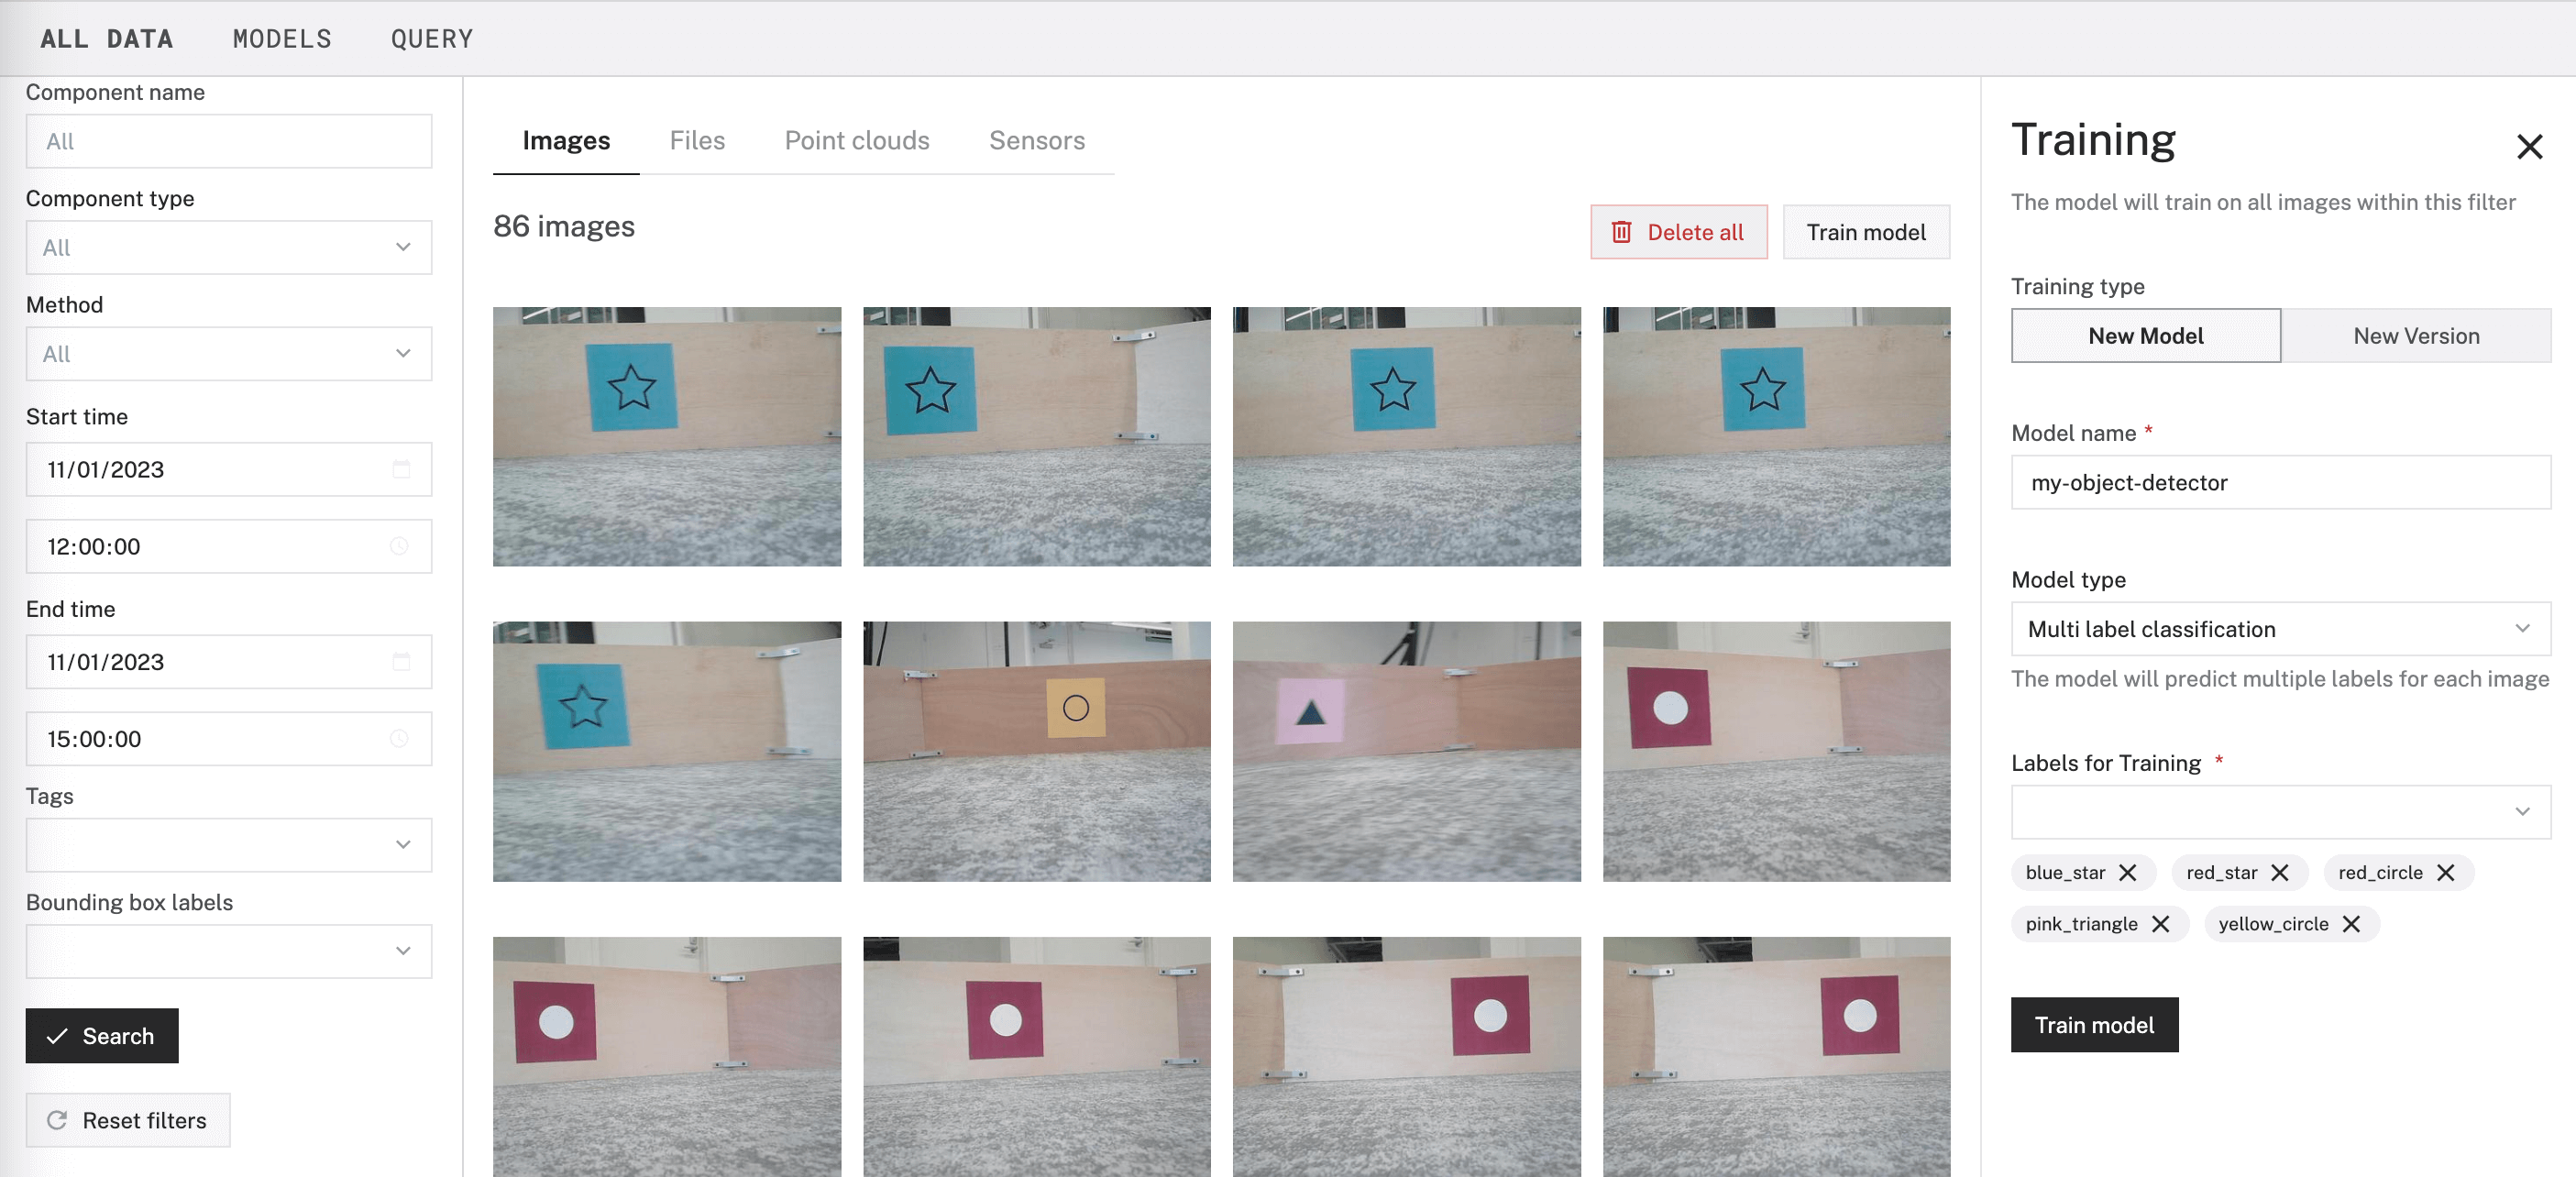 ALL DATA MODELS QUERY
Component name
All
Component type
All
Method
All
Start time
11/01/2023
12:00:00
End time
11/01/2023
15:00:00
Tags
Bounding box labels
Search
Reset filters
Images Files Point clouds Sensors
86 images
Delete all Train model
Training
The model will train on all images within this filter
Training type
New Model New Version
Model name *
my-object-detector
Model type
Multi label classification
The model will predict multiple labels for each image
Labels for Training *
blue_star red_star red_circle
pink_triangle yellow_circle
Train model